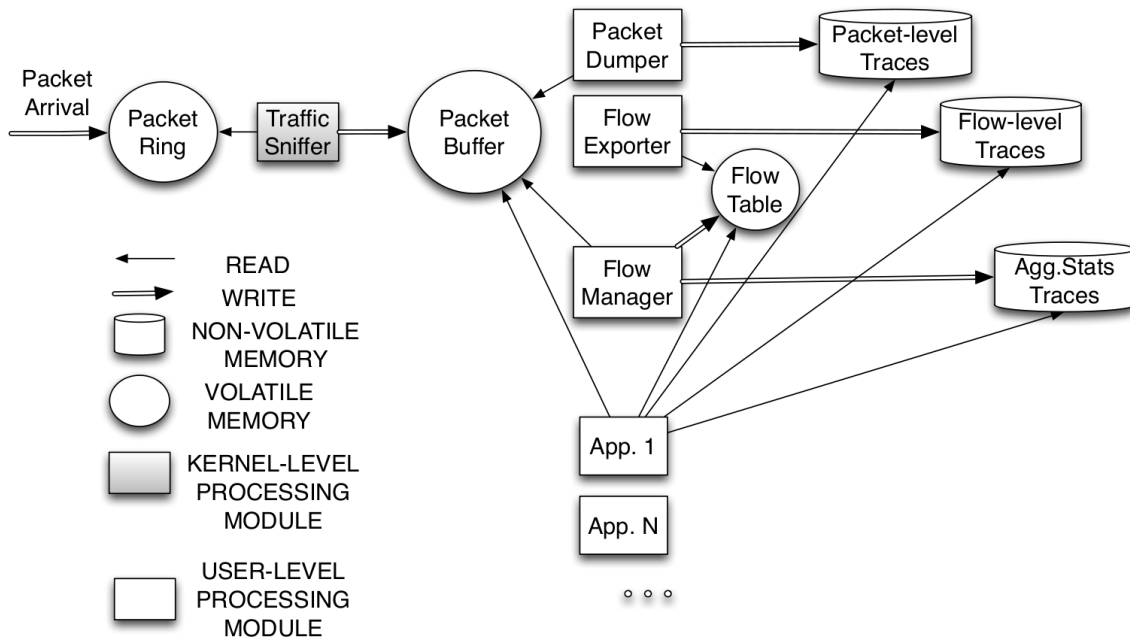 Packet
Arrival
Packet
Ring
Traffic
Sniffer
Packet
Buffer
Packet
Dumper
Packet-level
Traces
Flow
Exporter
Flow-level
Traces
Flow
Table
Flow
Manager
Agg.Stats
Traces
App. 1
App. N
READ
WRITE
NON-VOLATILE
MEMORY
VOLATILE
MEMORY
KERNEL-LEVEL
PROCESSING
MODULE
USER-LEVEL
PROCESSING
MODULE